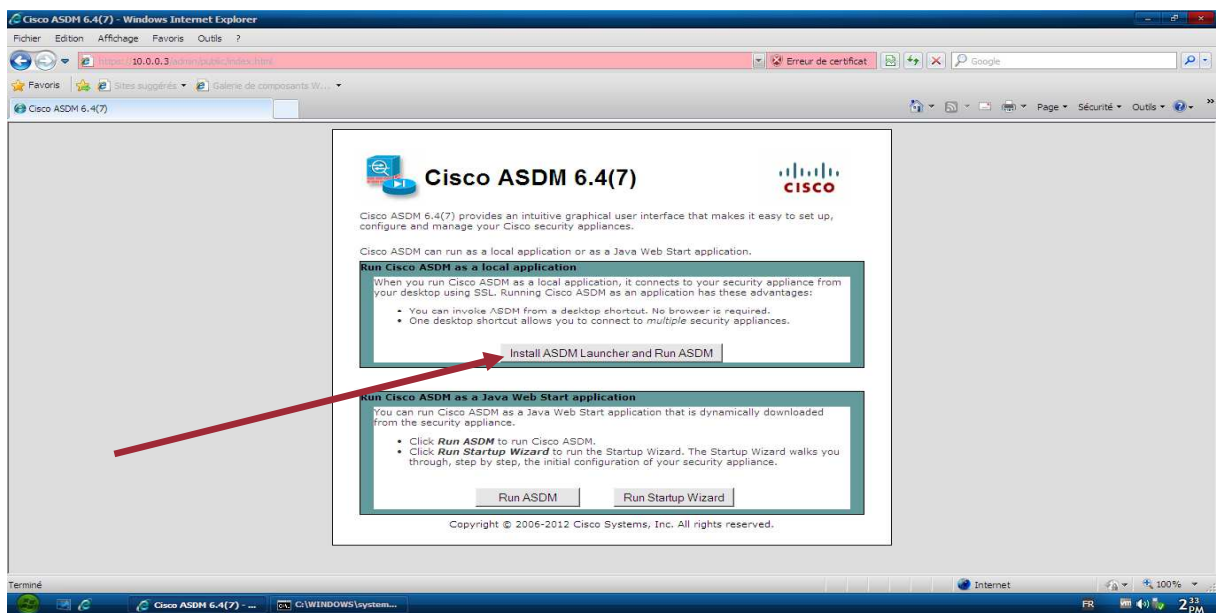 Cisco ASDM 6.4(7) - Windows Internet Explorer
Fichier Edition Affichage Favoris Outils ?
https://10.0.0.3/admin/public/index.html Erreur de certificat Google
Favoris Sites suggérés Galerie de composants W...
Cisco ASDM 6.4(7) Page Sécurité Outils »
Cisco ASDM 6.4(7)
CISCO
Cisco ASDM 6.4(7) provides an intuitive graphical user interface that makes it easy to set up,
configure and manage your Cisco security appliances.
Cisco ASDM can run as a local application or as a Java Web Start application.
Run Cisco ASDM as a local application
When you run Cisco ASDM as a local application, it connects to your security appliance from
your desktop using SSL. Running Cisco ASDM as an application has these advantages:
• You can invoke ASDM from a desktop shortcut. No browser is required.
• One desktop shortcut allows you to connect to multiple security appliances.
Install ASDM Launcher and Run ASDM
Run Cisco ASDM as a Java Web Start application
You can run Cisco ASDM as a Java Web Start application that is dynamically downloaded
from the security appliance.
• Click Run ASDM to run Cisco ASDM.
• Click Run Startup Wizard to run the Startup Wizard. The Startup Wizard walks you
through, step by step, the initial configuration of your security appliance.
Run ASDM Run Startup Wizard
Copyright © 2006-2012 Cisco Systems, Inc. All rights reserved.
Terminé Internet 100%
Cisco ASDM 6.4(7) - ... C:\WINDOWS\system... FR 2 33 PM